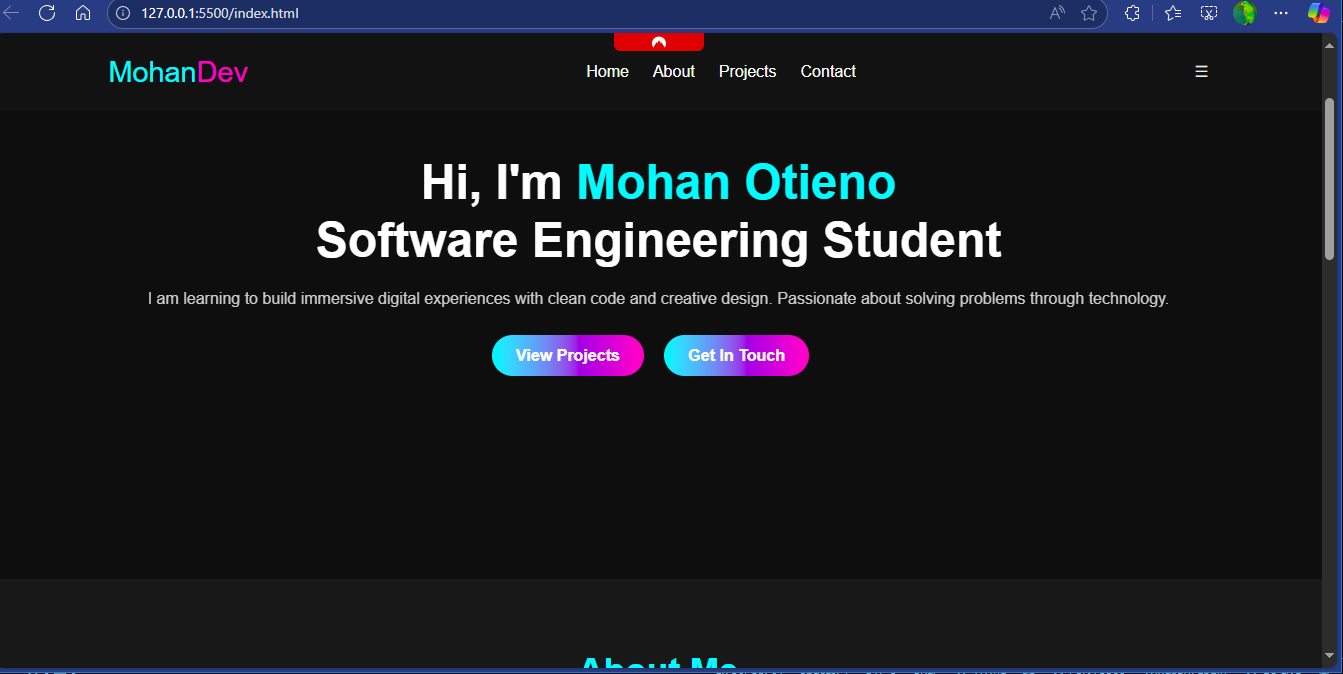 127.0.0.1:5500/index.html
MohanDev
Home About Projects Contact
Hi, I'm Mohan Otieno
Software Engineering Student
I am learning to build immersive digital experiences with clean code and creative design. Passionate about solving problems through technology.
View Projects Get In Touch
About Me